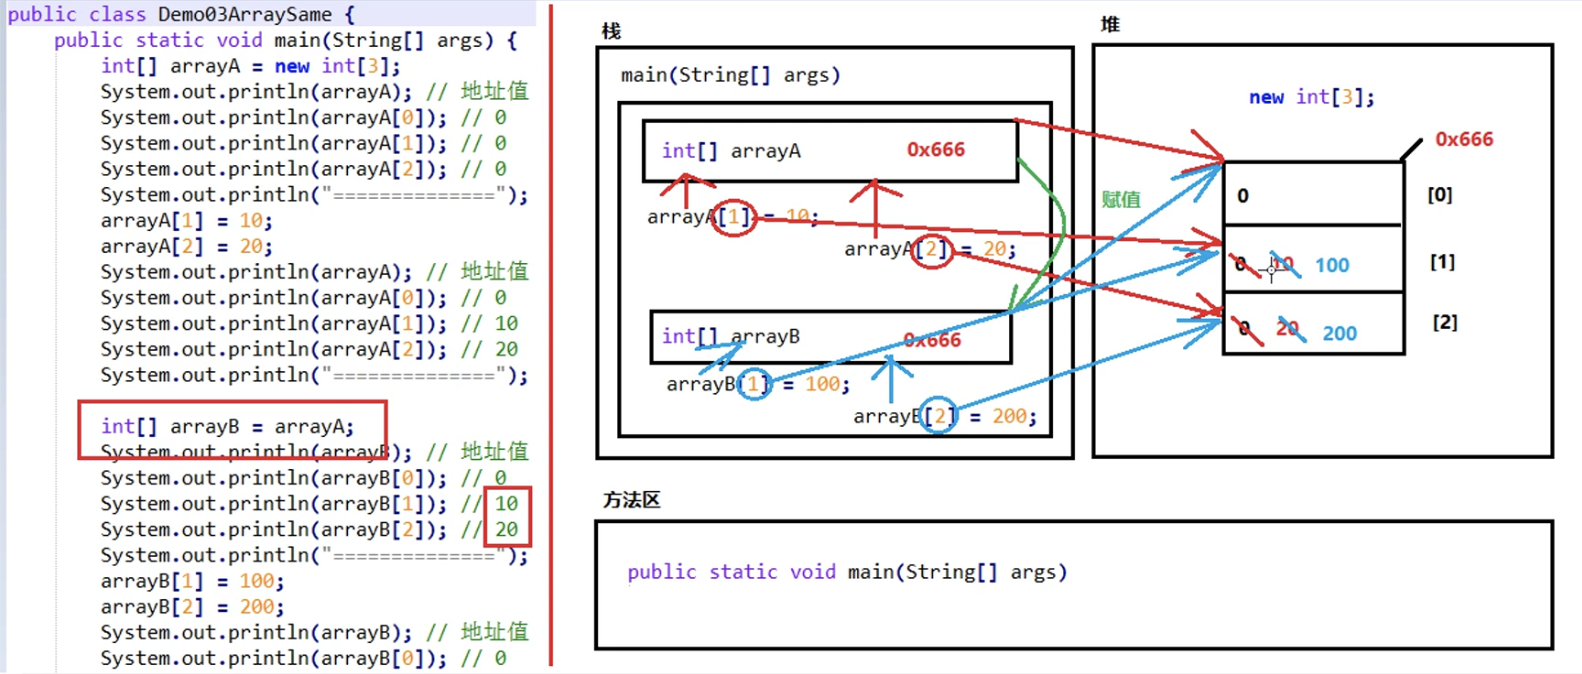 public class Demo03ArraySame {
public static void main(String[] args) {
int[] arrayA = new int[3];
System.out.println(arrayA); // 地址值
System.out.println(arrayA[0]); // 0
System.out.println(arrayA[1]); // 0
System.out.println(arrayA[2]); // 0
System.out.println("==============");
arrayA[1] = 10;
arrayA[2] = 20;
System.out.println(arrayA); // 地址值
System.out.println(arrayA[0]); // 0
System.out.println(arrayA[1]); // 10
System.out.println(arrayA[2]); // 20
System.out.println("==============");
int[] arrayB = arrayA;
System.out.println(arrayB); // 地址值
System.out.println(arrayB[0]); // 0
System.out.println(arrayB[1]); // 10
System.out.println(arrayB[2]); // 20
System.out.println("==============");
arrayB[1] = 100;
arrayB[2] = 200;
System.out.println(arrayB); // 地址值
System.out.println(arrayB[0]); // 0
栈
main(String[] args)
int[] arrayA 0x666
arrayA[1] = 10;
arrayA[2] = 20;
int[] arrayB 0x666
arrayB[1] = 100;
arrayB[2] = 200;
赋值
堆
new int[3];
0x666
0 [0]
0 10 100 [1]
0 20 200 [2]
方法区
public static void main(String[] args)